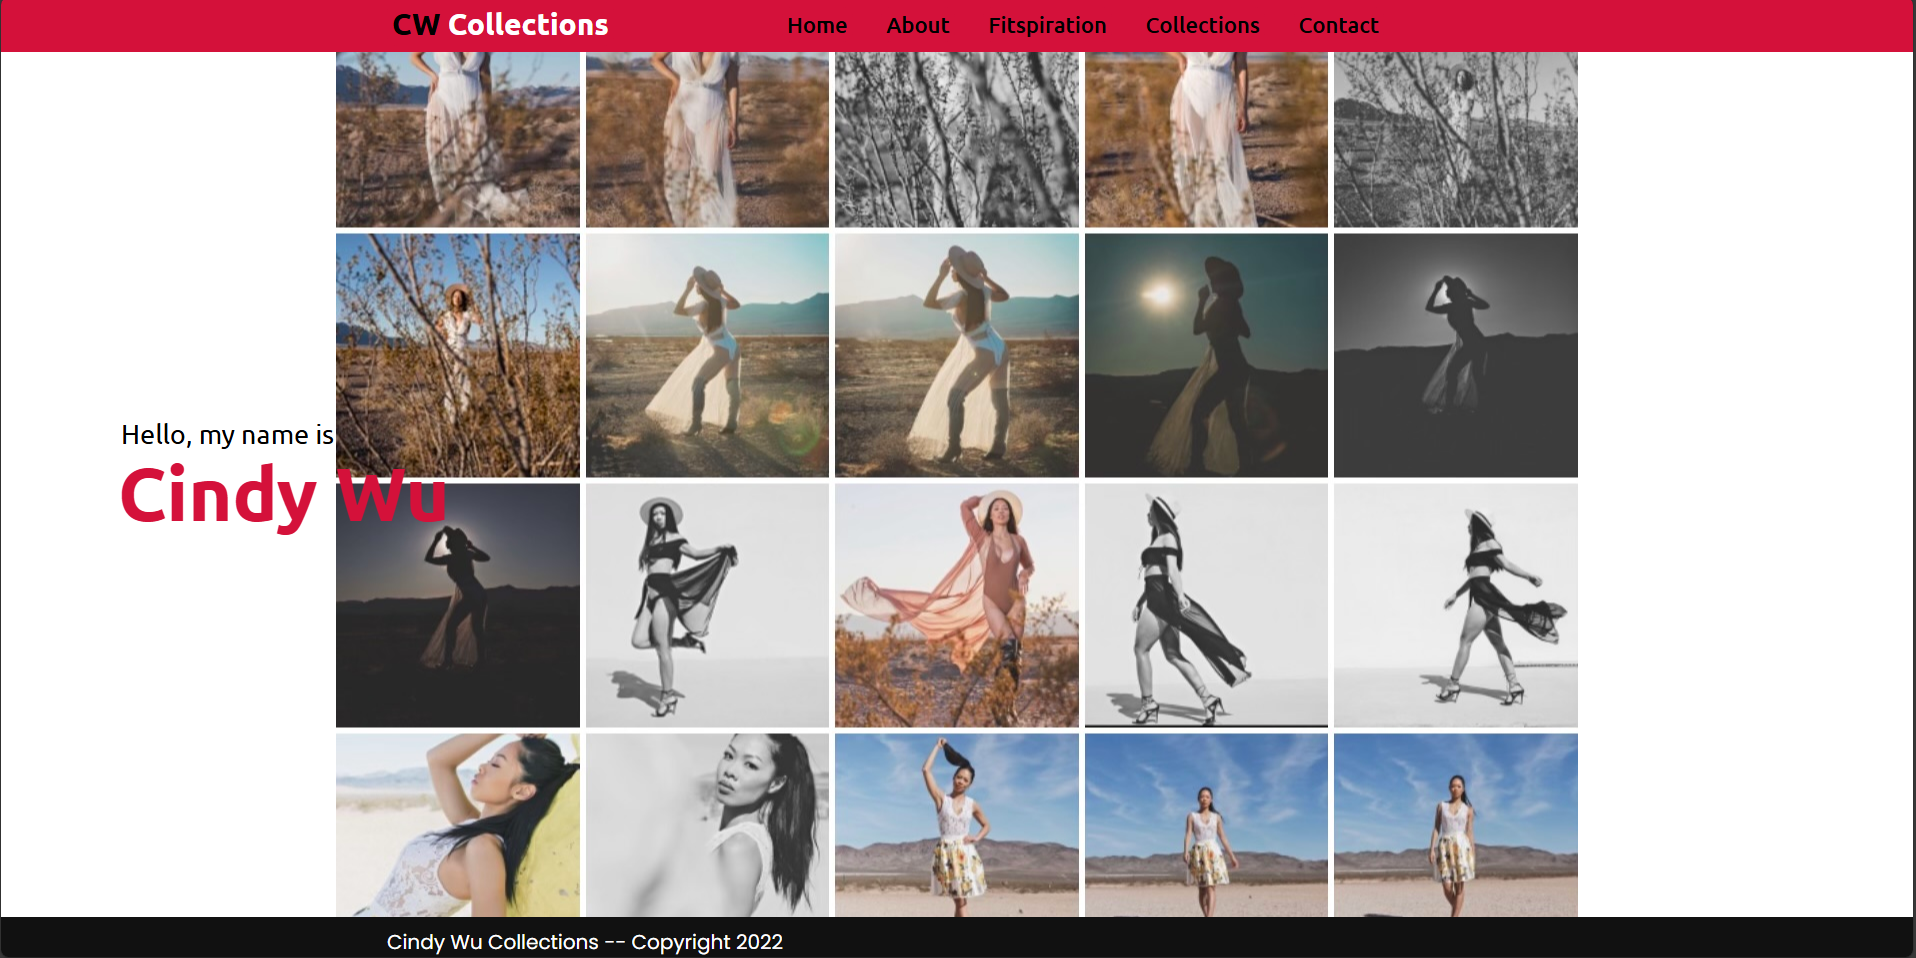 CW Collections
Home About Fitspiration Collections Contact
Hello, my name is
Cindy Wu
Cindy Wu Collections -- Copyright 2022